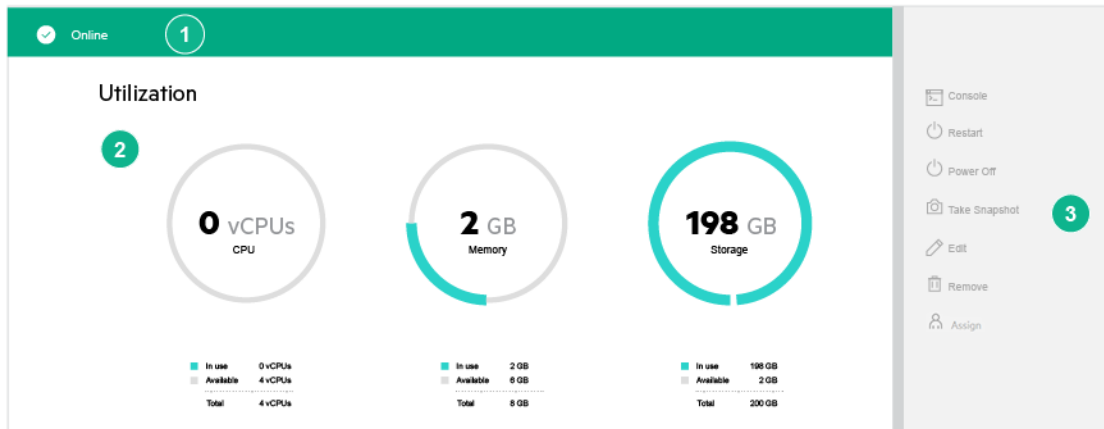 Online 1
Utilization
2
0 vCPUs
CPU
2 GB
Memory
198 GB
Storage
In use 0 vCPUs
Available 4 vCPUs
Total 4 vCPUs
In use 2 GB
Available 6 GB
Total 8 GB
In use 198 GB
Available 2 GB
Total 200 GB
Console
Restart
Power Off
Take Snapshot 3
Edit
Remove
Assign